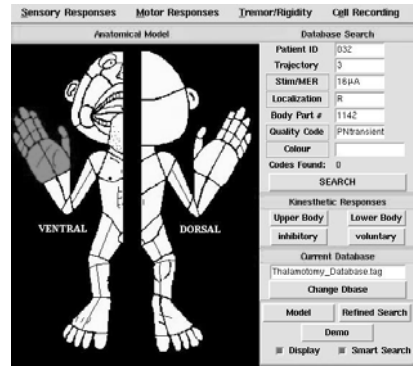 Sensory Responses Motor Responses Tremor/Rigidity Cell Recording
Anatomical Model
VENTRAL DORSAL
Database Search
Patient ID 032
Trajectory 3
Stim/MER 16µA
Localization R
Body Part # 1142
Quality Code PNtransient
Colour
Codes Found: 0
SEARCH
Kinesthetic Responses
Upper Body Lower Body
inhibitory voluntary
Current Database
Thalamotomy_Database.tag
Change Dbase
Model Refined Search
Demo
Display Smart Search